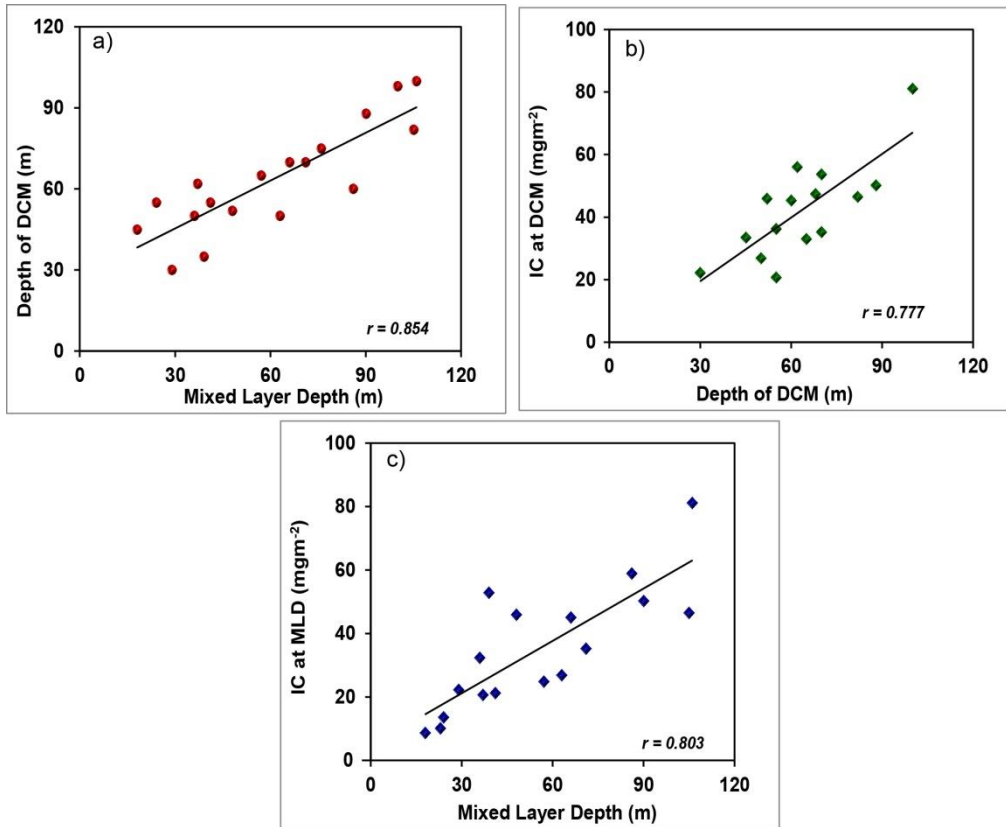 a)
Depth of DCM (m)
120
90
60
30
0
r = 0.854
0 30 60 90 120
Mixed Layer Depth (m)
b)
IC at DCM (mgm-2)
100
80
60
40
20
0
r = 0.777
0 30 60 90 120
Depth of DCM (m)
c)
IC at MLD (mgm-2)
100
80
60
40
20
0
r = 0.803
0 30 60 90 120
Mixed Layer Depth (m)